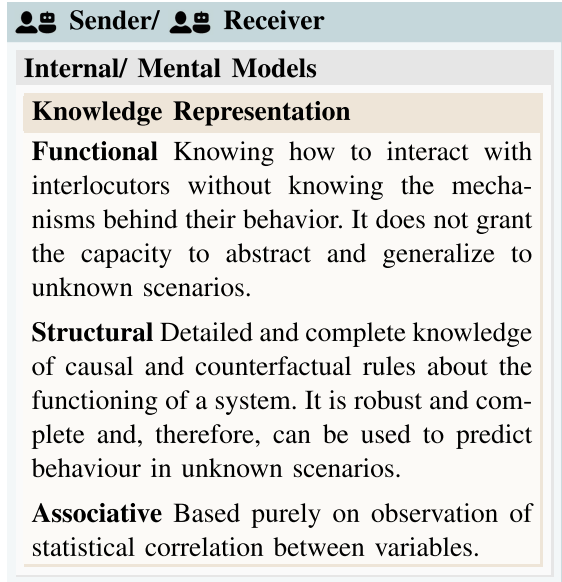 Sender/ Receiver
Internal/ Mental Models
Knowledge Representation
Functional Knowing how to interact with
interlocutors without knowing the mecha-
nisms behind their behavior. It does not grant
the capacity to abstract and generalize to
unknown scenarios.
Structural Detailed and complete knowledge
of causal and counterfactual rules about the
functioning of a system. It is robust and com-
plete and, therefore, can be used to predict
behaviour in unknown scenarios.
Associative Based purely on observation of
statistical correlation between variables.